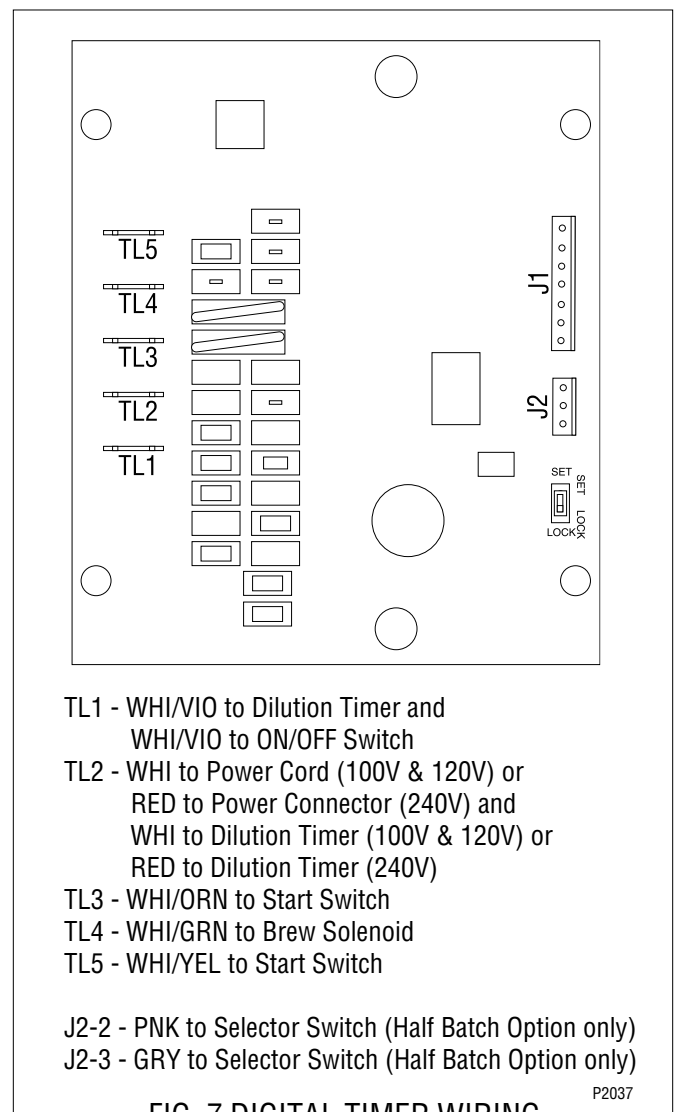 TL5
TL4
TL3
TL2
TL1
J1
J2
SET
SET
LOCK
LOCK
TL1 - WHI/VIO to Dilution Timer and
WHI/VIO to ON/OFF Switch
TL2 - WHI to Power Cord (100V & 120V) or
RED to Power Connector (240V) and
WHI to Dilution Timer (100V & 120V) or
RED to Dilution Timer (240V)
TL3 - WHI/ORN to Start Switch
TL4 - WHI/GRN to Brew Solenoid
TL5 - WHI/YEL to Start Switch
J2-2 - PNK to Selector Switch (Half Batch Option only)
J2-3 - GRY to Selector Switch (Half Batch Option only)
P2037
FIG. 7 DIGITAL TIMER WIRING